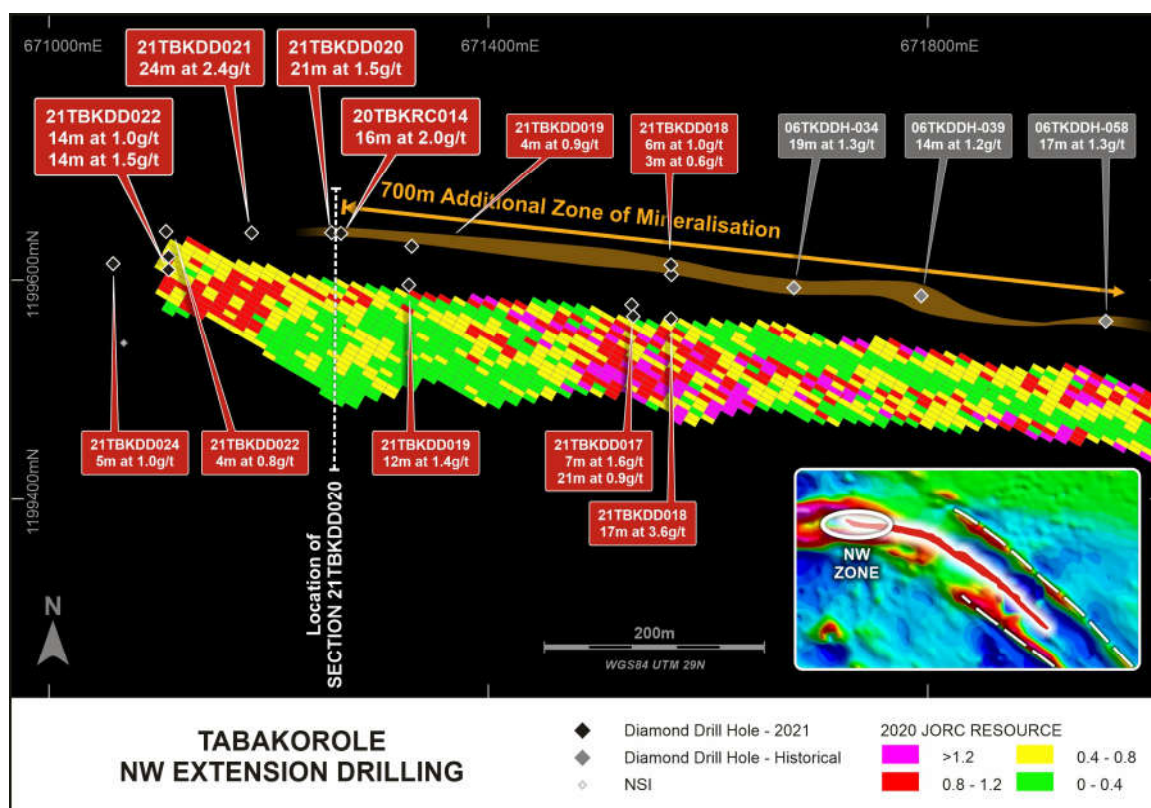 671000mE
671400mE
671800mE
21TBKDD021
24m at 2.4g/t
21TBKDD020
21m at 1.5g/t
21TBKDD022
14m at 1.0g/t
14m at 1.5g/t
20TBKRC014
16m at 2.0g/t
21TBKDD019
4m at 0.9g/t
21TBKDD018
6m at 1.0g/t
3m at 0.6g/t
06TKDDH-034
19m at 1.3g/t
06TKDDH-039
14m at 1.2g/t
06TKDDH-058
17m at 1.3g/t
700m Additional Zone of Mineralisation
1199600mN
1199400mN
21TBKDD024
5m at 1.0g/t
21TBKDD022
4m at 0.8g/t
21TBKDD019
12m at 1.4g/t
21TBKDD017
7m at 1.6g/t
21m at 0.9g/t
21TBKDD018
17m at 3.6g/t
Location of
SECTION 21TBKDD020
N
200m
WGS84 UTM 29N
NW
ZONE
TABAKOROLE
NW EXTENSION DRILLING
Diamond Drill Hole - 2021
Diamond Drill Hole - Historical
NSI
2020 JORC RESOURCE
>1.2
0.4 - 0.8
0.8 - 1.2
0 - 0.4